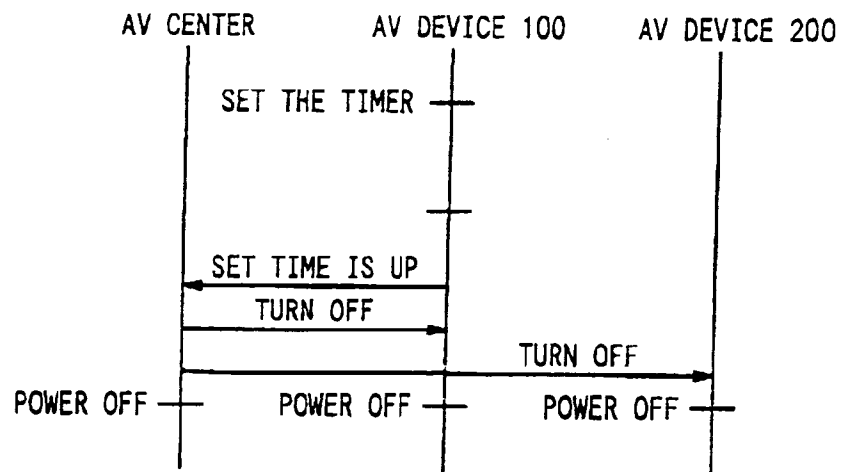 AV CENTER
AV DEVICE 100
AV DEVICE 200
SET THE TIMER
SET TIME IS UP
TURN OFF
TURN OFF
POWER OFF
POWER OFF
POWER OFF